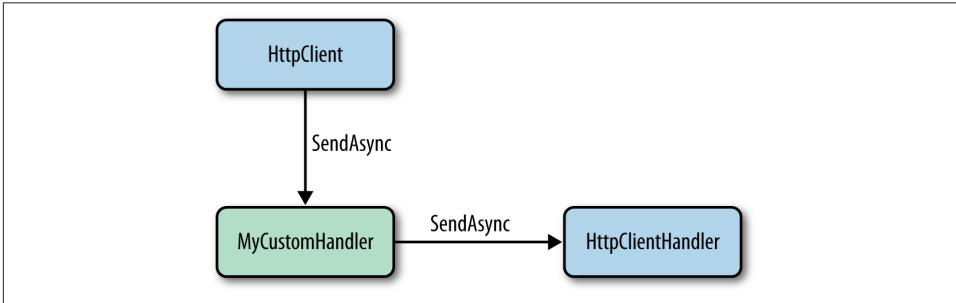 HttpClient
SendAsync
SendAsync
MyCustomHandler
HttpClientHandler